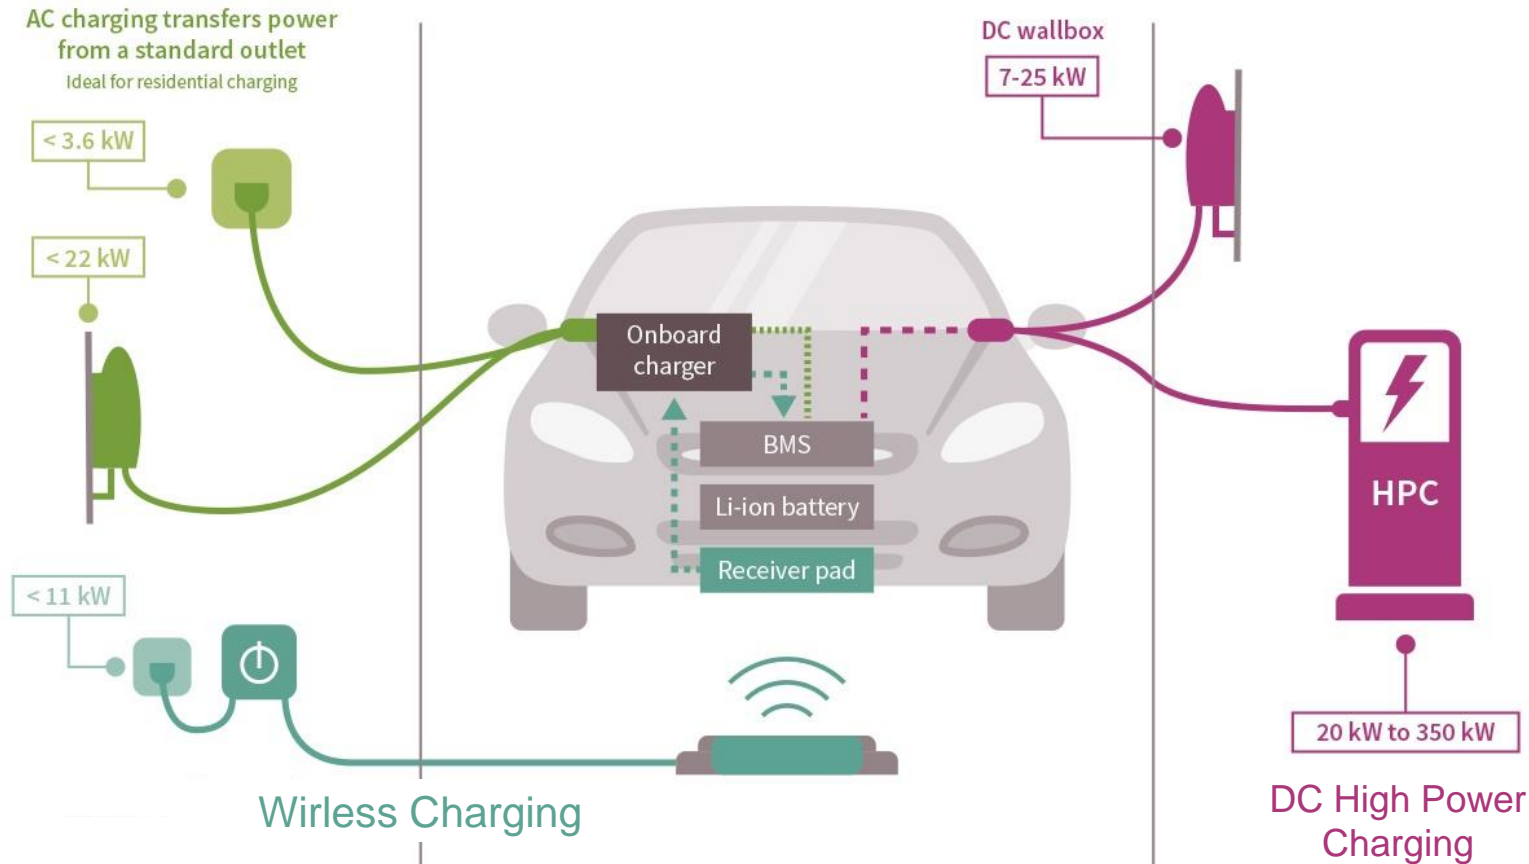 AC charging transfers power
from a standard outlet
Ideal for residential charging
< 3.6 kW
< 22 kW
< 11 kW
Wirless Charging
Onboard
charger
BMS
Li-ion battery
Receiver pad
DC wallbox
7-25 kW
HPC
20 kW to 350 kW
DC High Power
Charging